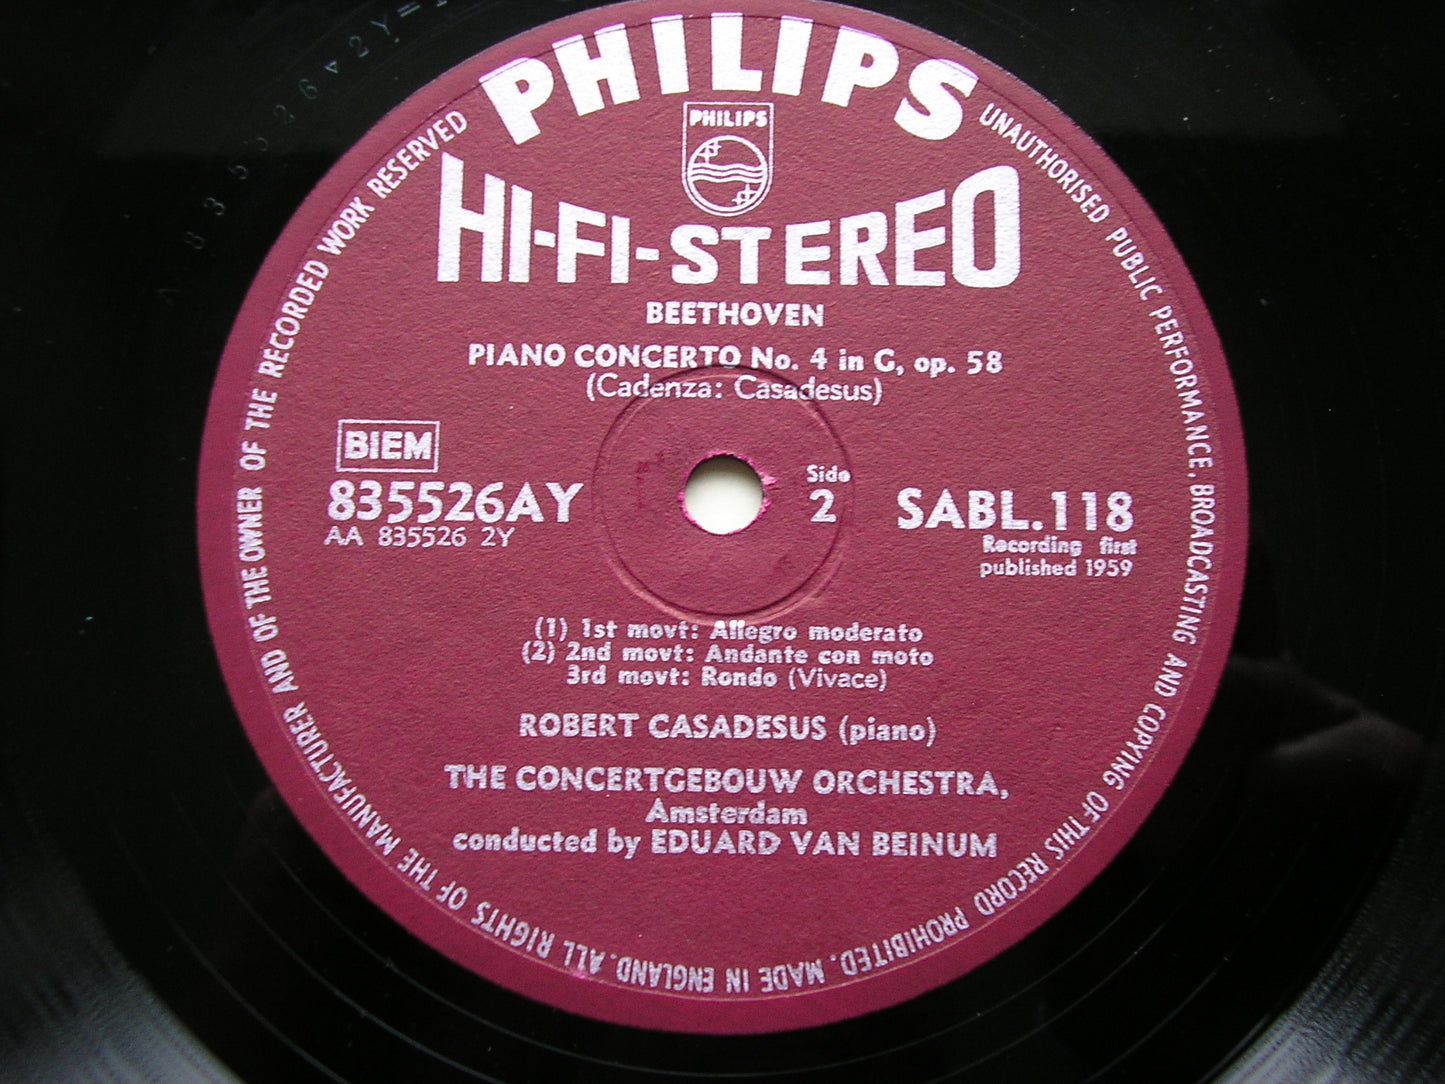 PHILIPS
PHILIPS
HI-FI-STEREO
BEETHOVEN
PIANO CONCERTO No. 4 in G, op. 58
(Cadenza: Casadesus)
BIEM
835526AY
AA 835526 2Y
Side
2
SABL.118
Recording first
published 1959
(1) 1st movt: Allegro moderato
(2) 2nd movt: Andante con moto
3rd movt: Rondo (Vivace)
ROBERT CASADESUS (piano)
THE CONCERTGEBOUW ORCHESTRA,
Amsterdam
conducted by EDUARD VAN BEINUM
ALL RIGHTS OF THE MANUFACTURER AND OF THE OWNER OF THE RECORDED WORK RESERVED
UNAUTHORISED PUBLIC PERFORMANCE, BROADCASTING AND COPYING OF THIS RECORD PROHIBITED. MADE IN ENGLAND.